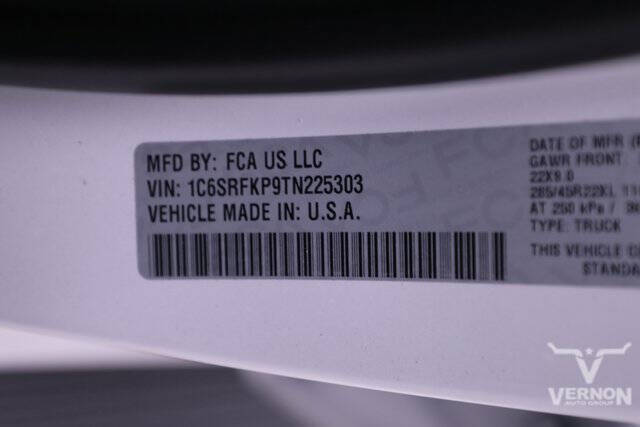 MFD BY: FCA US LLC
VIN: 1C6SRFKP9TN225303
VEHICLE MADE IN: U.S.A.
DATE OF MFR
GAWR FRONT:
22X9.0
285/45R22XL
AT 250 kPa /
TYPE: TRUCK
THIS VEHICLE
STANDA
VERNON
AUTO GROUP